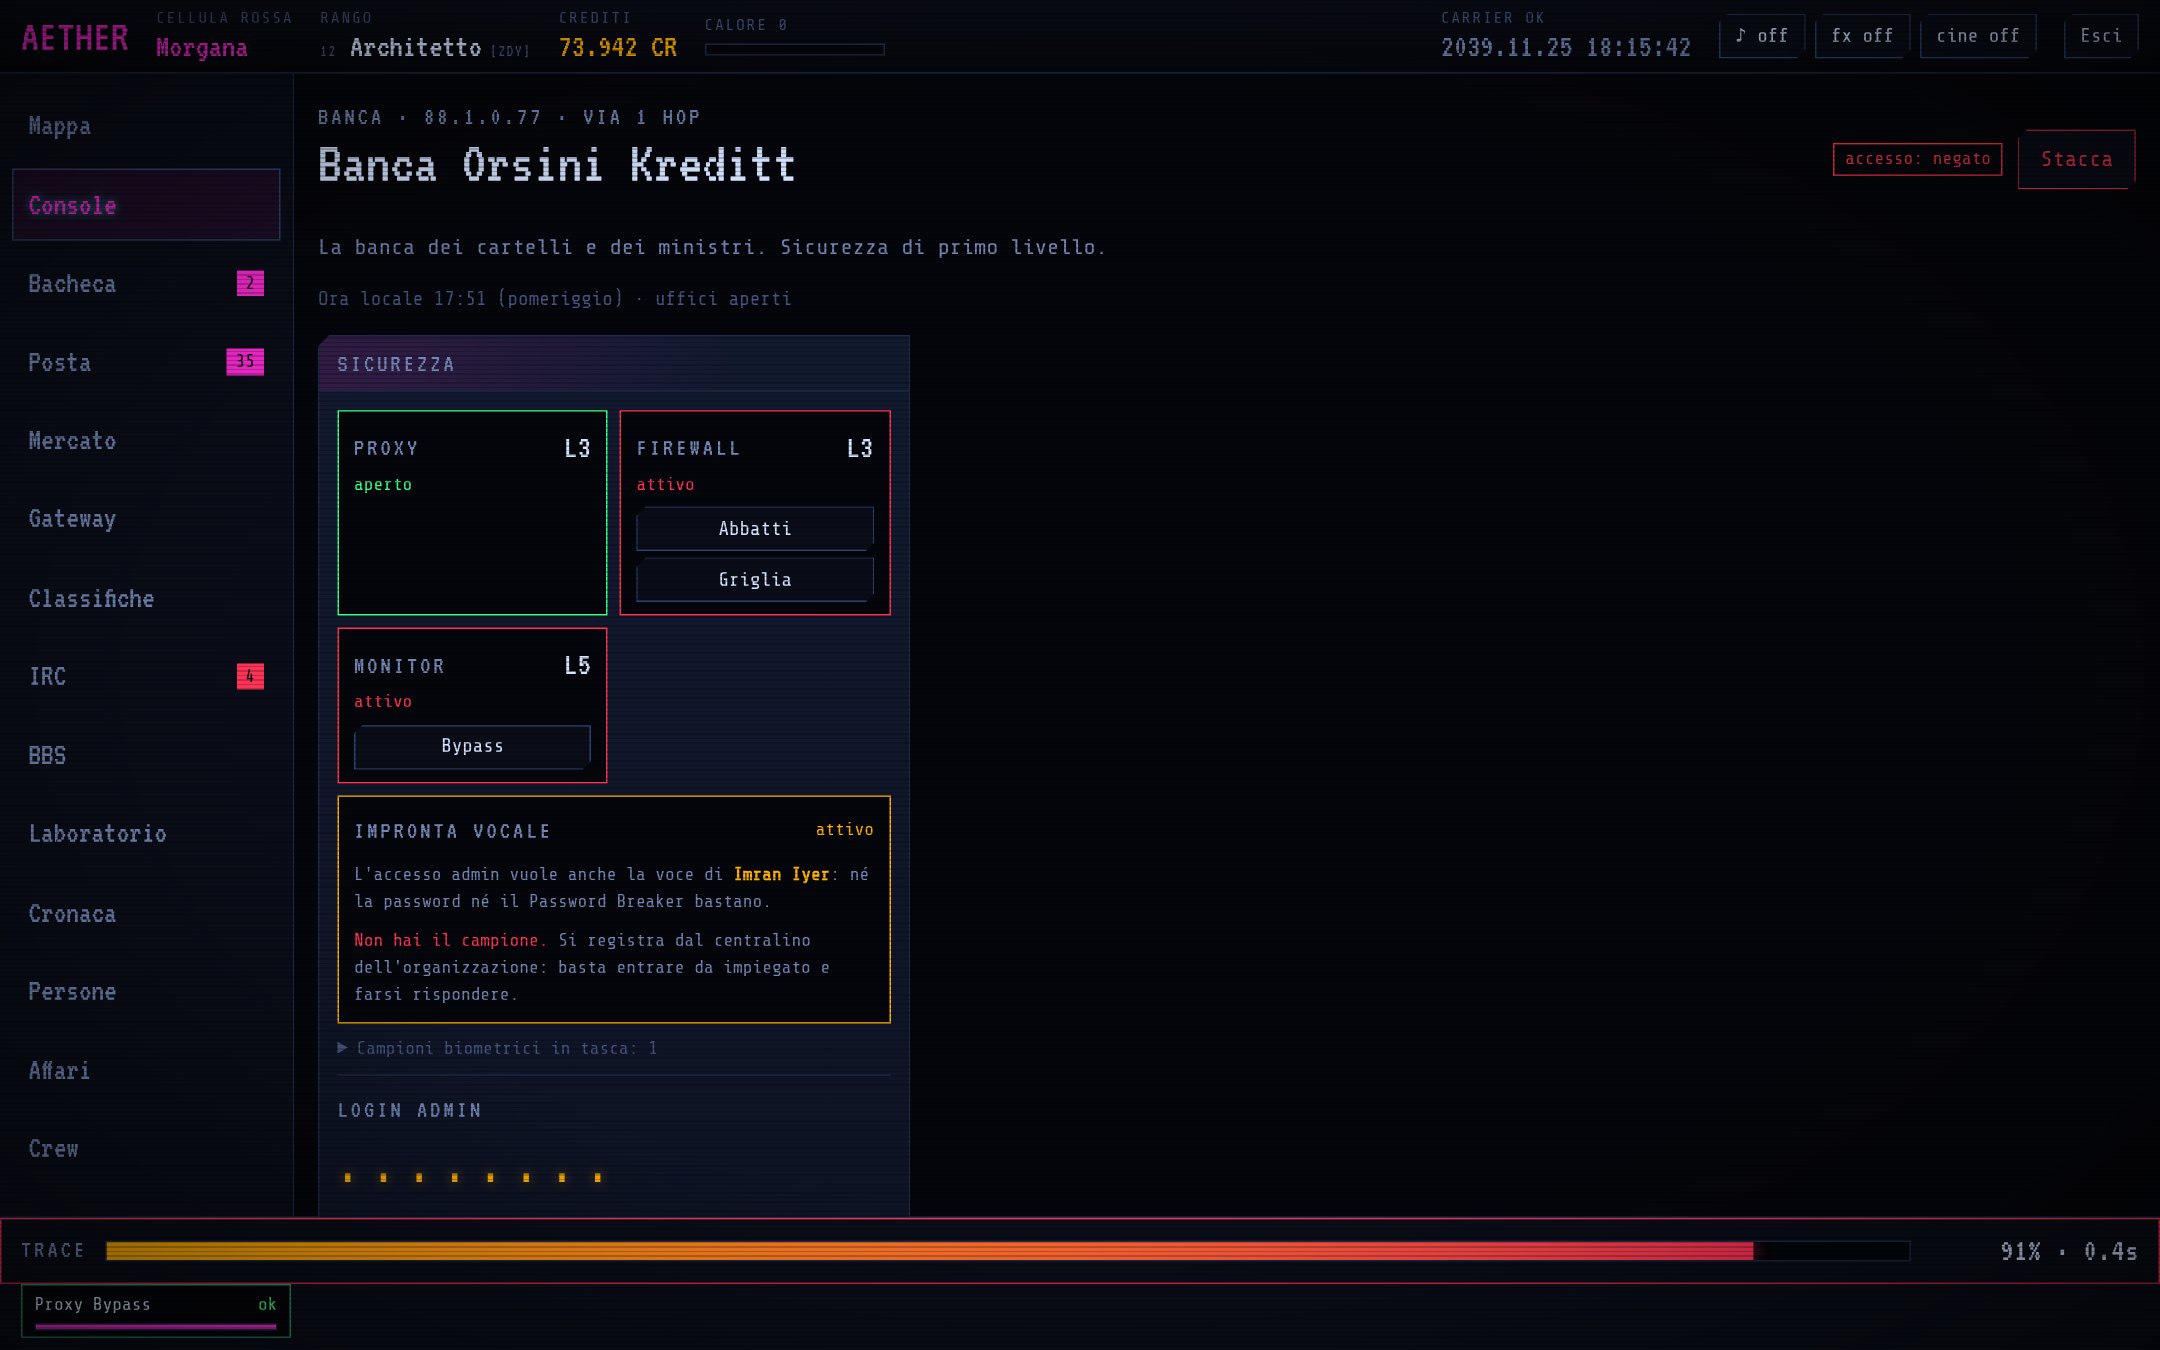 AETHER
CELLULA ROSSA
Morgana
RANGO
12 Architetto [ZDY]
CREDITI
73.942 CR
CALORE 0
CARRIER OK
2039.11.25 18:15:42
♪ off
fx off
cine off
Esci
Mappa
Console
Bacheca 2
Posta 35
Mercato
Gateway
Classifiche
IRC 4
BBS
Laboratorio
Cronaca
Persone
Affari
Crew
BANCA · 88.1.0.77 · VIA 1 HOP
Banca Orsini Kreditt
accesso: negato
Stacca
La banca dei cartelli e dei ministri. Sicurezza di primo livello.
Ora locale 17:51 (pomeriggio) · uffici aperti
SICUREZZA
PROXY L3
aperto
FIREWALL L3
attivo
Abbatti
Griglia
MONITOR L5
attivo
Bypass
IMPRONTA VOCALE attivo
L'accesso admin vuole anche la voce di Imran Iyer: né
la password né il Password Breaker bastano.
Non hai il campione. Si registra dal centralino
dell'organizzazione: basta entrare da impiegato e
farsi rispondere.
▶ Campioni biometrici in tasca: 1
LOGIN ADMIN
. . . . . . . .
TRACE 91% · 0.4s
Proxy Bypass ok